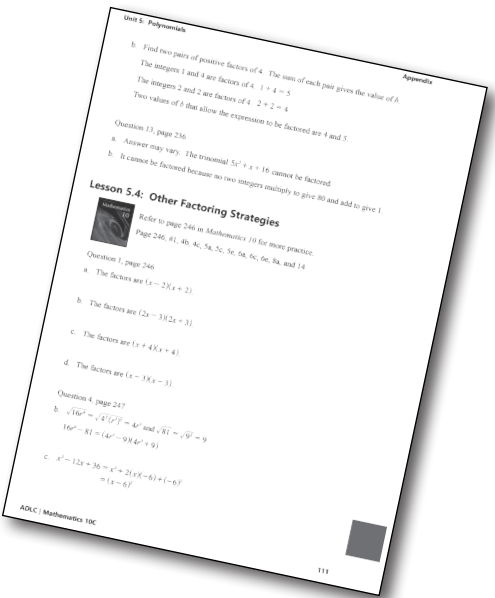 Unit 5: Polynomials
Appendix
b. Find two pairs of positive factors of 4. The sum of each pair gives the value of b.
The integers 1 and 4 are factors of 4. 1 + 4 = 5
The integers 2 and 2 are factors of 4. 2 + 2 = 4
Two values of b that allow the expression to be factored are 4 and 5.
Question 13, page 236
a. Answer may vary. The trinomial 5x² + x + 16 cannot be factored.
b. It cannot be factored because no two integers multiply to give 80 and add to give 1.
Lesson 5.4: Other Factoring Strategies
Mathematics
10
Refer to page 246 in Mathematics 10 for more practice.
Page 246, #1, 4b, 4c, 5a, 5c, 5e, 6a, 6c, 6e, 8a, and 14
Question 1, page 246
a. The factors are (x − 2)(x + 2).
b. The factors are (2x − 3)(2x + 3).
c. The factors are (x + 4)(x + 4).
d. The factors are (x − 3)(x − 3).
Question 4, page 247
b. √16r⁴ = √4²(r²)² = 4r² and √81 = √9² = 9
16r⁴ − 81 = (4r² − 9)(4r² + 9)
c. x² − 12x + 36 = x² + 2(x)(−6) + (−6)²
= (x − 6)²
ADLC | Mathematics 10C
111